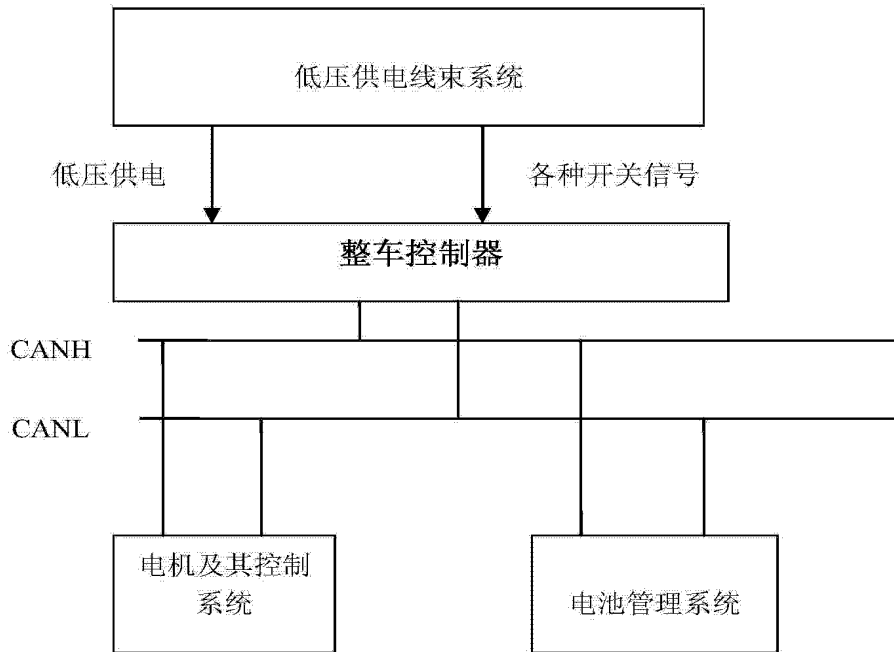 低压供电线束系统
低压供电
各种开关信号
整车控制器
CANH
CANL
电机及其控制
系统
电池管理系统